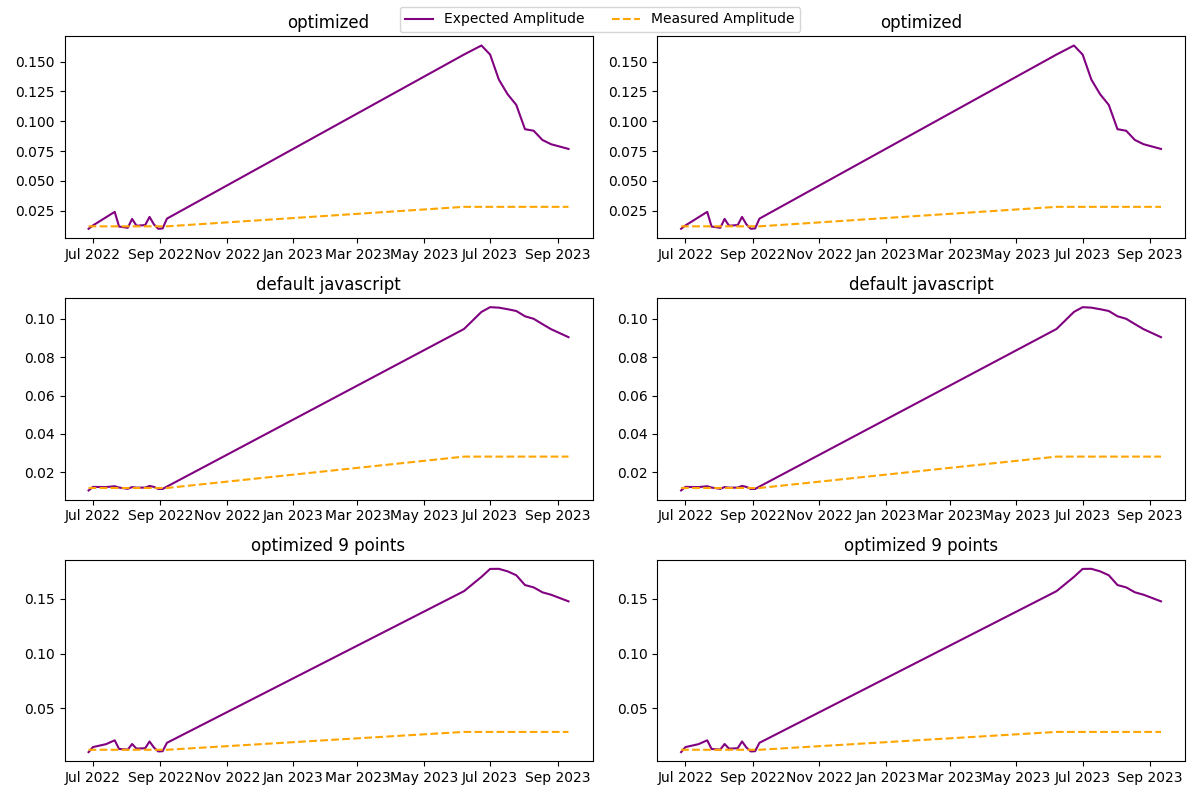 Expected Amplitude Measured Amplitude
optimized optimized
0.150 0.150
0.125 0.125
0.100 0.100
0.075 0.075
0.050 0.050
0.025 0.025
Jul 2022 Sep 2022 Nov 2022 Jan 2023 Mar 2023 May 2023 Jul 2023 Sep 2023 Jul 2022 Sep 2022 Nov 2022 Jan 2023 Mar 2023 May 2023 Jul 2023 Sep 2023
default javascript default javascript
0.10 0.10
0.08 0.08
0.06 0.06
0.04 0.04
0.02 0.02
Jul 2022 Sep 2022 Nov 2022 Jan 2023 Mar 2023 May 2023 Jul 2023 Sep 2023 Jul 2022 Sep 2022 Nov 2022 Jan 2023 Mar 2023 May 2023 Jul 2023 Sep 2023
optimized 9 points optimized 9 points
0.15 0.15
0.10 0.10
0.05 0.05
Jul 2022 Sep 2022 Nov 2022 Jan 2023 Mar 2023 May 2023 Jul 2023 Sep 2023 Jul 2022 Sep 2022 Nov 2022 Jan 2023 Mar 2023 May 2023 Jul 2023 Sep 2023